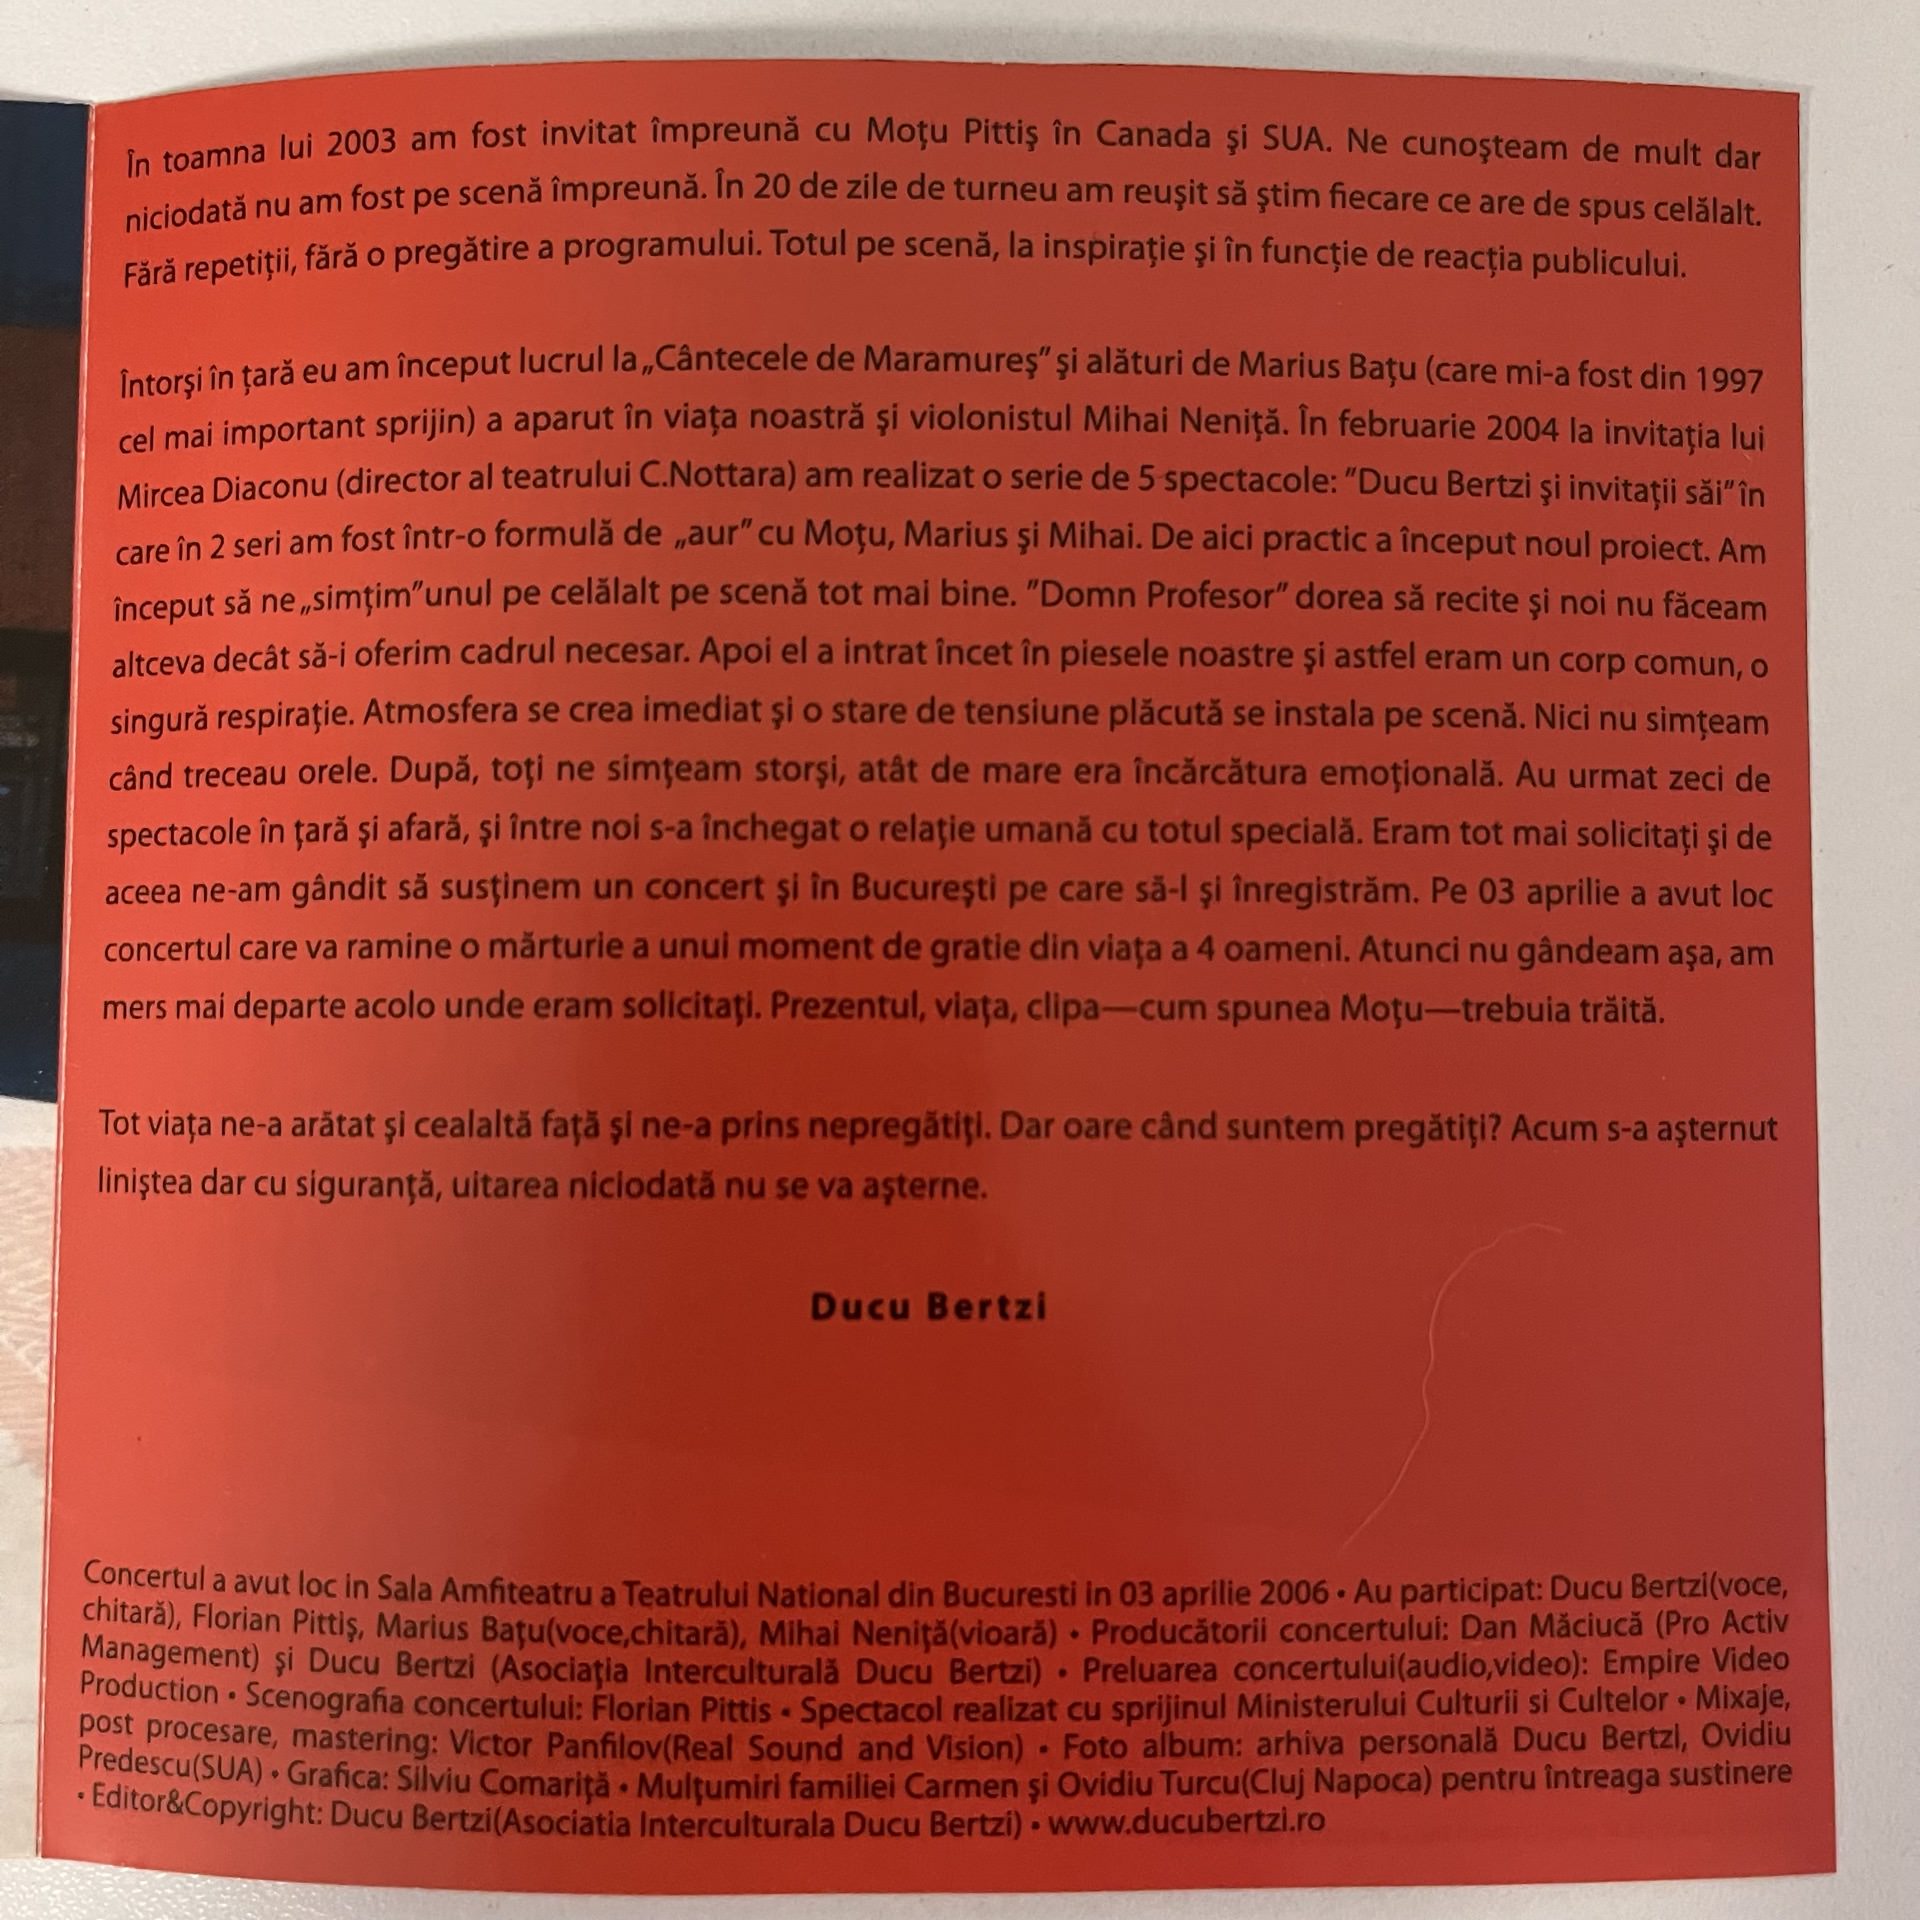 În toamna lui 2003 am fost invitat împreună cu Moţu Pittiş în Canada şi SUA. Ne cunoşteam de mult dar
niciodată nu am fost pe scenă împreună. În 20 de zile de turneu am reuşit să ştim fiecare ce are de spus celălalt.
Fără repetiţii, fără o pregătire a programului. Totul pe scenă, la inspiraţie şi în funcţie de reacţia publicului.
Întorşi în ţară eu am început lucrul la „Cântecele de Maramureş” şi alături de Marius Baţu (care mi-a fost din 1997
cel mai important sprijin) a aparut în viaţa noastră şi violonistul Mihai Neniţă. În februarie 2004 la invitaţia lui
Mircea Diaconu (director al teatrului C.Nottara) am realizat o serie de 5 spectacole: ”Ducu Bertzi şi invitaţii săi” în
care în 2 seri am fost într-o formulă de „aur” cu Moţu, Marius şi Mihai. De aici practic a început noul proiect. Am
început să ne „simţim”unul pe celălalt pe scenă tot mai bine. ”Domn Profesor” dorea să recite şi noi nu făceam
altceva decât să-i oferim cadrul necesar. Apoi el a intrat încet în piesele noastre şi astfel eram un corp comun, o
singură respiraţie. Atmosfera se crea imediat şi o stare de tensiune plăcută se instala pe scenă. Nici nu simţeam
când treceau orele. După, toţi ne simţeam storşi, atât de mare era încărcătura emoţională. Au urmat zeci de
spectacole în ţară şi afară, şi între noi s-a închegat o relaţie umană cu totul specială. Eram tot mai solicitaţi şi de
aceea ne-am gândit să susţinem un concert şi în Bucureşti pe care să-l şi înregistrăm. Pe 03 aprilie a avut loc
concertul care va ramine o mărturie a unui moment de gratie din viaţa a 4 oameni. Atunci nu gândeam aşa, am
mers mai departe acolo unde eram solicitaţi. Prezentul, viaţa, clipa—cum spunea Moţu—trebuia trăită.
Tot viaţa ne-a arătat şi cealaltă faţă şi ne-a prins nepregătiţi. Dar oare când suntem pregătiţi? Acum s-a aşternut
liniştea dar cu siguranţă, uitarea niciodată nu se va aşterne.
Ducu Bertzi
Concertul a avut loc in Sala Amfiteatru a Teatrului National din Bucuresti in 03 aprilie 2006 • Au participat: Ducu Bertzi(voce,
chitară), Florian Pittiş, Marius Baţu(voce,chitară), Mihai Neniţă(vioară) • Producătorii concertului: Dan Măciucă (Pro Activ
Management) şi Ducu Bertzi (Asociaţia Interculturală Ducu Bertzi) • Preluarea concertului(audio,video): Empire Video
Production • Scenografia concertului: Florian Pittis • Spectacol realizat cu sprijinul Ministerului Culturii si Cultelor • Mixaje,
post procesare, mastering: Victor Panfilov(Real Sound and Vision) • Foto album: arhiva personală Ducu Bertzi, Ovidiu
Predescu(SUA) • Grafica: Silviu Comariţă • Mulţumiri familiei Carmen şi Ovidiu Turcu(Cluj Napoca) pentru întreaga sustinere
• Editor&Copyright: Ducu Bertzi(Asociatia Interculturala Ducu Bertzi) • www.ducubertzi.ro